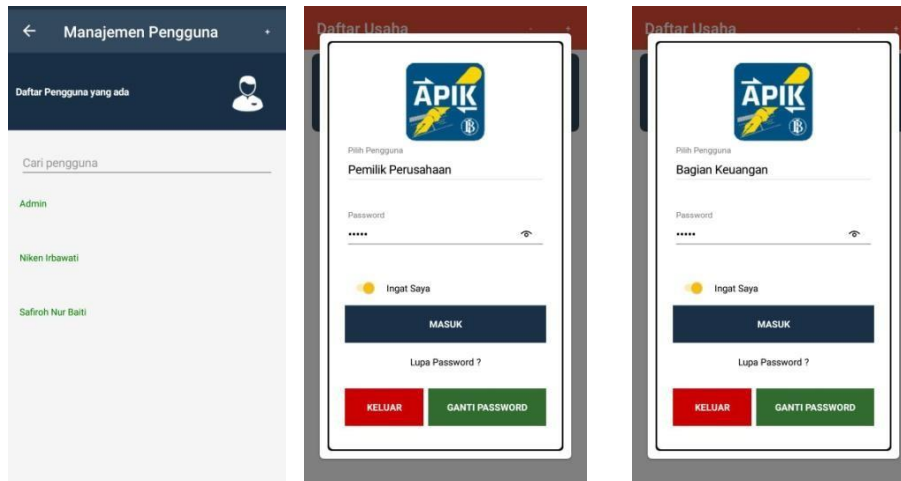 Manajemen Pengguna
Daftar Pengguna yang ada
Cari pengguna
Admin
Niken Irbawati
Safiroh Nur Baiti
Daftar Usaha
APIK
Pilih Pengguna
Pemilik Perusahaan
Password
•••••
Ingat Saya
MASUK
Lupa Password ?
KELUAR
GANTI PASSWORD
Daftar Usaha
APIK
Pilih Pengguna
Bagian Keuangan
Password
•••••
Ingat Saya
MASUK
Lupa Password ?
KELUAR
GANTI PASSWORD